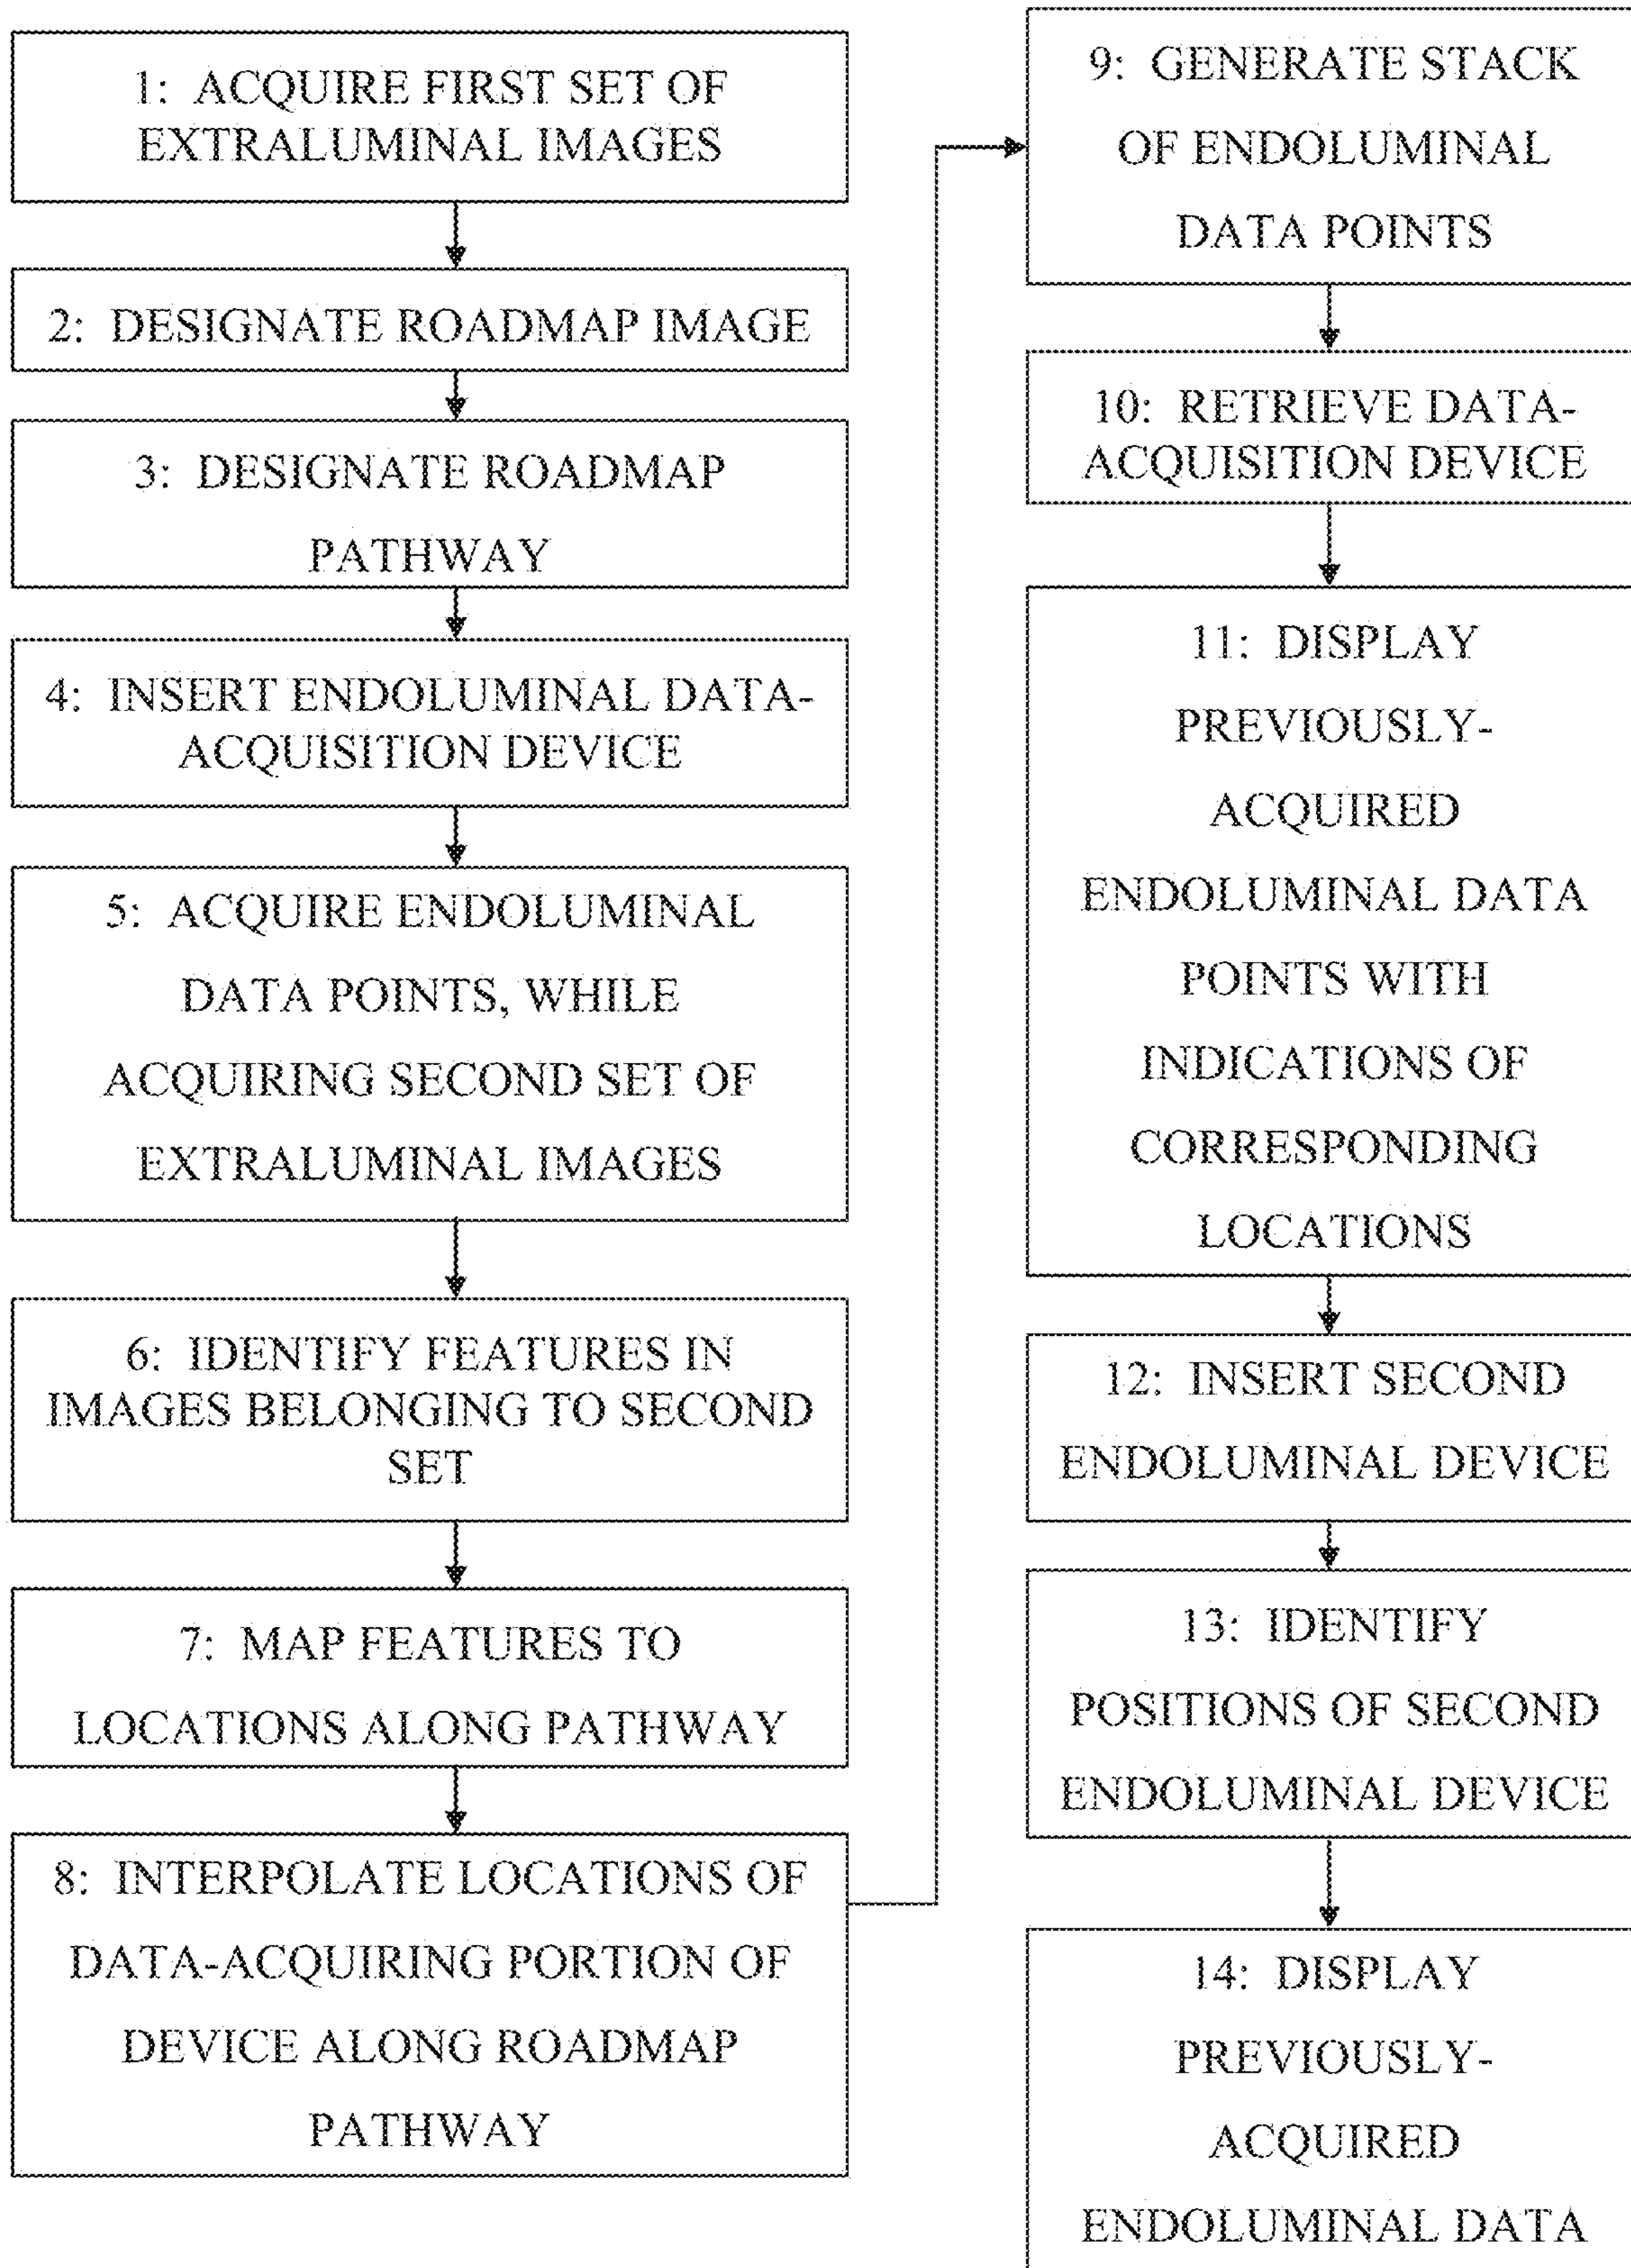 1: ACQUIRE FIRST SET OF
EXTRALUMINAL IMAGES
2: DESIGNATE ROADMAP IMAGE
3: DESIGNATE ROADMAP
PATHWAY
4: INSERT ENDOLUMINAL DATA-
ACQUISITION DEVICE
5: ACQUIRE ENDOLUMINAL
DATA POINTS, WHILE
ACQUIRING SECOND SET OF
EXTRALUMINAL IMAGES
6: IDENTIFY FEATURES IN
IMAGES BELONGING TO SECOND
SET
7: MAP FEATURES TO
LOCATIONS ALONG PATHWAY
8: INTERPOLATE LOCATIONS OF
DATA-ACQUIRING PORTION OF
DEVICE ALONG ROADMAP
PATHWAY
9: GENERATE STACK
OF ENDOLUMINAL
DATA POINTS
10: RETRIEVE DATA-
ACQUISITION DEVICE
11: DISPLAY
PREVIOUSLY-
ACQUIRED
ENDOLUMINAL DATA
POINTS WITH
INDICATIONS OF
CORRESPONDING
LOCATIONS
12: INSERT SECOND
ENDOLUMINAL DEVICE
13: IDENTIFY
POSITIONS OF SECOND
ENDOLUMINAL DEVICE
14: DISPLAY
PREVIOUSLY-
ACQUIRED
ENDOLUMINAL DATA